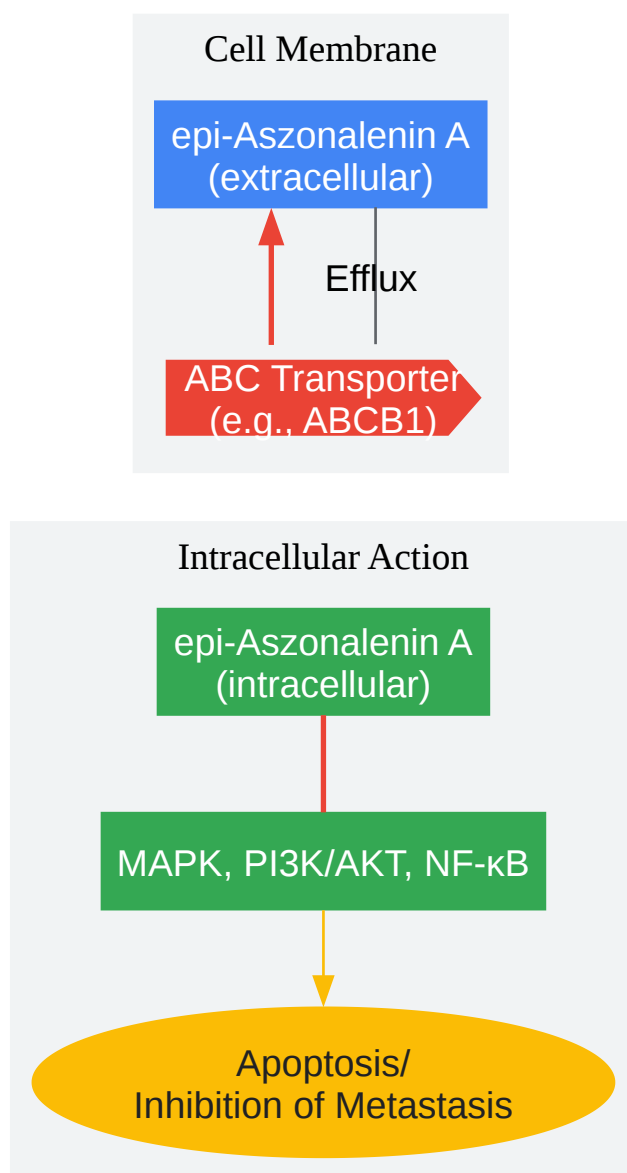 Cell Membrane
epi-Aszonalenin A
(extracellular)
Efflux
ABC Transporter
(e.g., ABCB1)
Intracellular Action
epi-Aszonalenin A
(intracellular)
MAPK, PI3K/AKT, NF-κB
Apoptosis/
Inhibition of Metastasis